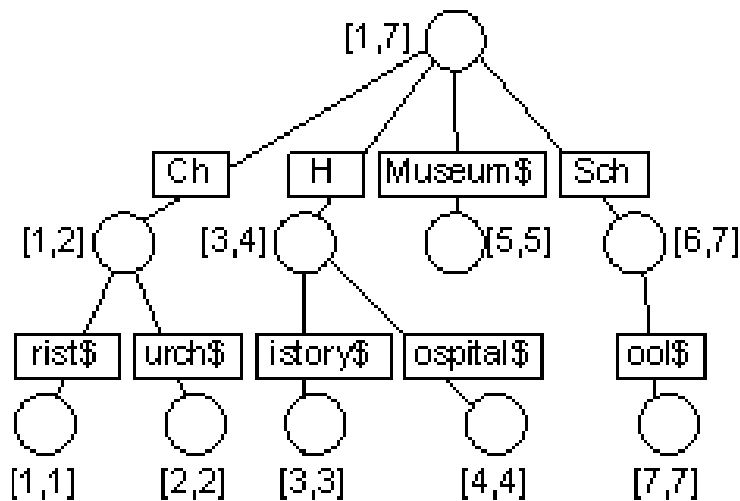 [1,7]
Ch H Museum$ Sch
[1,2] [3,4] [5,5] [6,7]
rist$ urch$ istory$ ospital$ ool$
[1,1] [2,2] [3,3] [4,4] [7,7]